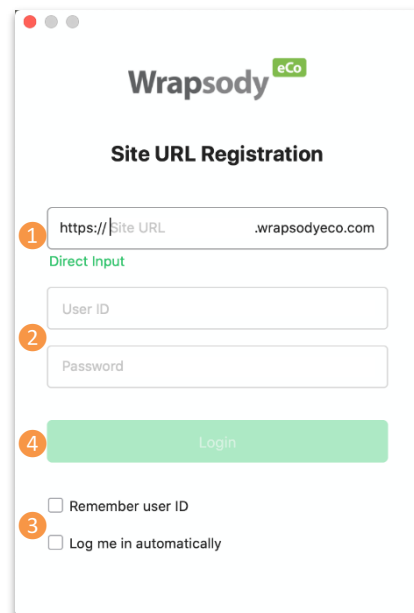 Wrapsody eCo
Site URL Registration
1 https:// Site URL .wrapsodyeco.com
Direct Input
User ID
2
Password
4 Login
Remember user ID
3
Log me in automatically